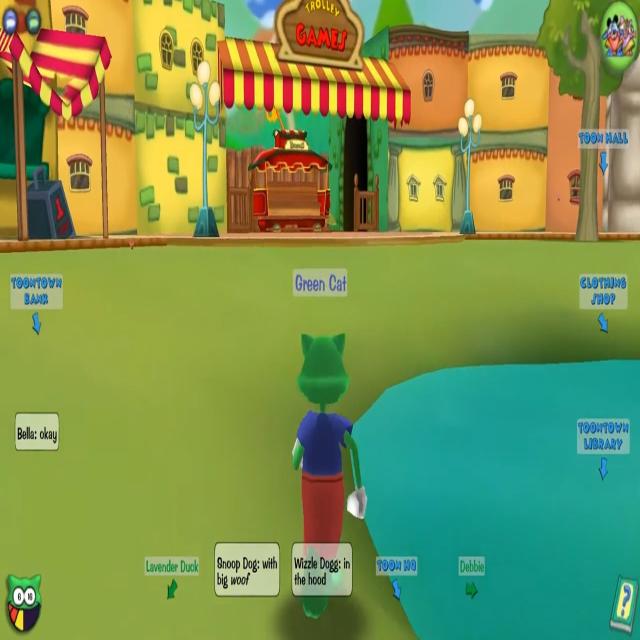 TROLLEY
GAMES
TOON HALL
TOONTOWN
BANK
Green Cat
CLOTHING
SHOP
Bella: okay
TOONTOWN
LIBRARY
Lavender Duck
Snoop Dog: with
big woof
Wizzle Dogg: in
the hood
TOON HQ
Debbie
?